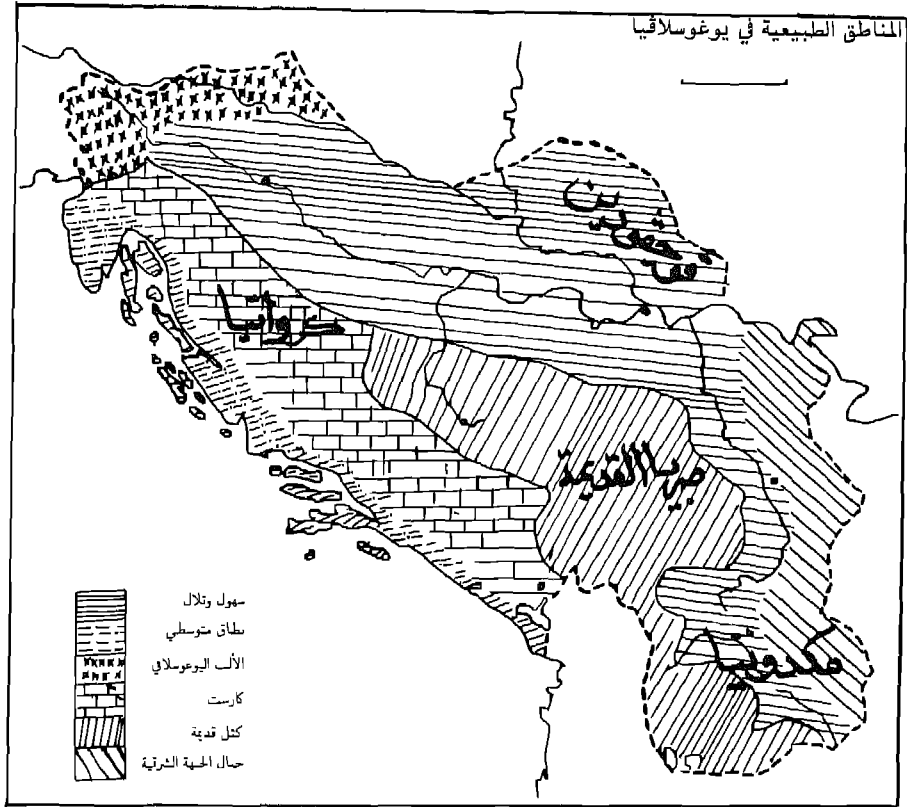 المناطق الطبيعية في يوغوسلاڤيا
كرواتيا
صربيا القديمة
مكدونيا
سهول وتلال
نطاق متوسطي
الألب اليوغوسلافي
كارست
كتل قديمة
جبال الجهة الشرقية